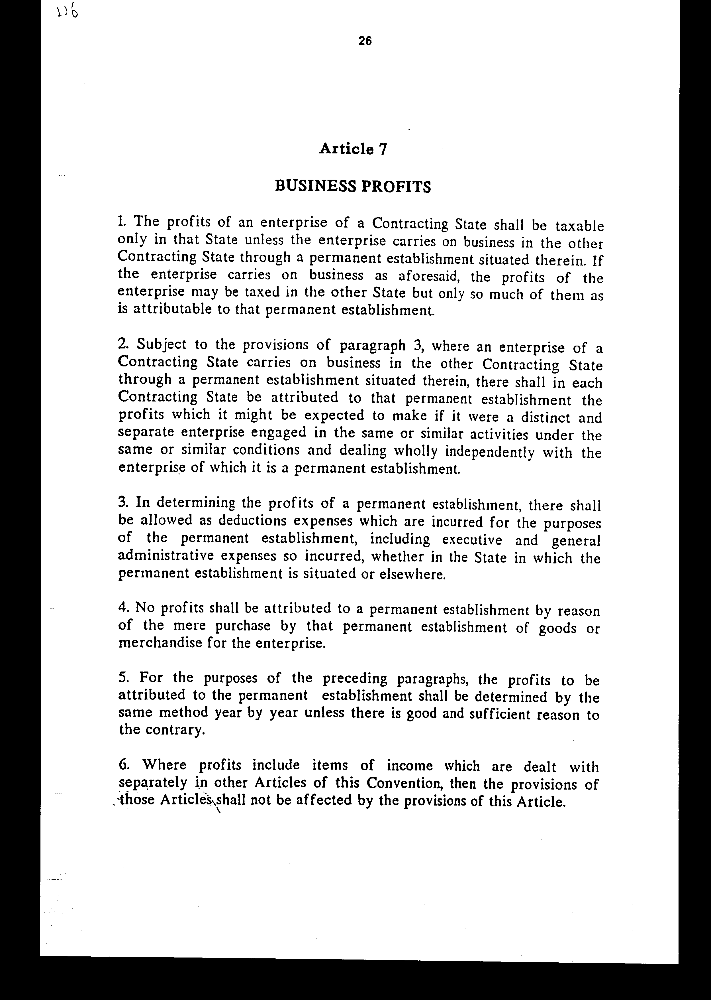 26
Article 7
BUSINESS PROFITS
1. The profits of an enterprise of a Contracting State shall be taxable
only in that State unless the enterprise carries on business in the other
Contracting State through a permanent establishment situated therein. If
the enterprise carries on business as aforesaid, the profits of the
enterprise may be taxed in the other State but only so much of them as
is attributable to that permanent establishment.
2. Subject to the provisions of paragraph 3, where an enterprise of a
Contracting State carries on business in the other Contracting State
through a permanent establishment situated therein, there shall in each
Contracting State be attributed to that permanent establishment the
profits which it might be expected to make if it were a distinct and
separate enterprise engaged in the same or similar activities under the
same or similar conditions and dealing wholly independently with the
enterprise of which it is a permanent establishment.
3. In determining the profits of a permanent establishment, there shall
be allowed as deductions expenses which are incurred for the purposes
of the permanent establishment, including executive and general
administrative expenses so incurred, whether in the State in which the
permanent establishment is situated or elsewhere.
4. No profits shall be attributed to a permanent establishment by reason
of the mere purchase by that permanent establishment of goods or
merchandise for the enterprise.
5. For the purposes of the preceding paragraphs, the profits to be
attributed to the permanent establishment shall be determined by the
same method year by year unless there is good and sufficient reason to
the contrary.
6. Where profits include items of income which are dealt with
separately in other Articles of this Convention, then the provisions of
those Articles shall not be affected by the provisions of this Article.